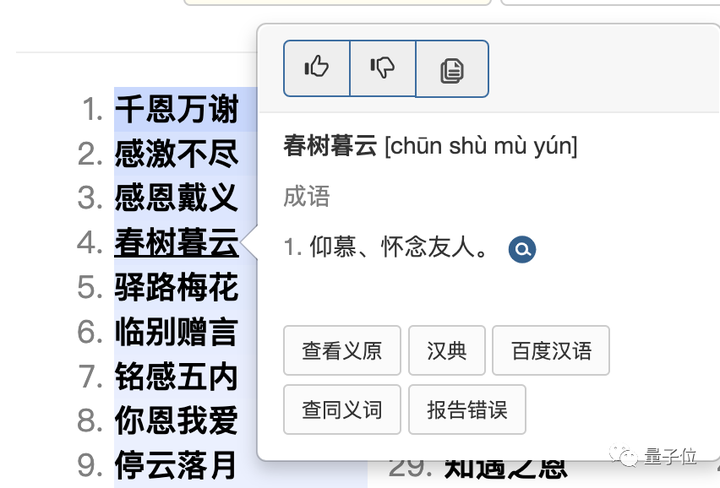 1. 千恩万谢
2. 感激不尽
3. 感恩戴义
4. 春树暮云
5. 驿路梅花
6. 临别赠言
7. 铭感五内
8. 你恩我爱
9. 停云落月
春树暮云 [chūn shù mù yún]
成语
1. 仰慕、怀念友人。
查看义原 汉典 百度汉语
查同义词 报告错误
29. 知遇之恩
量子位